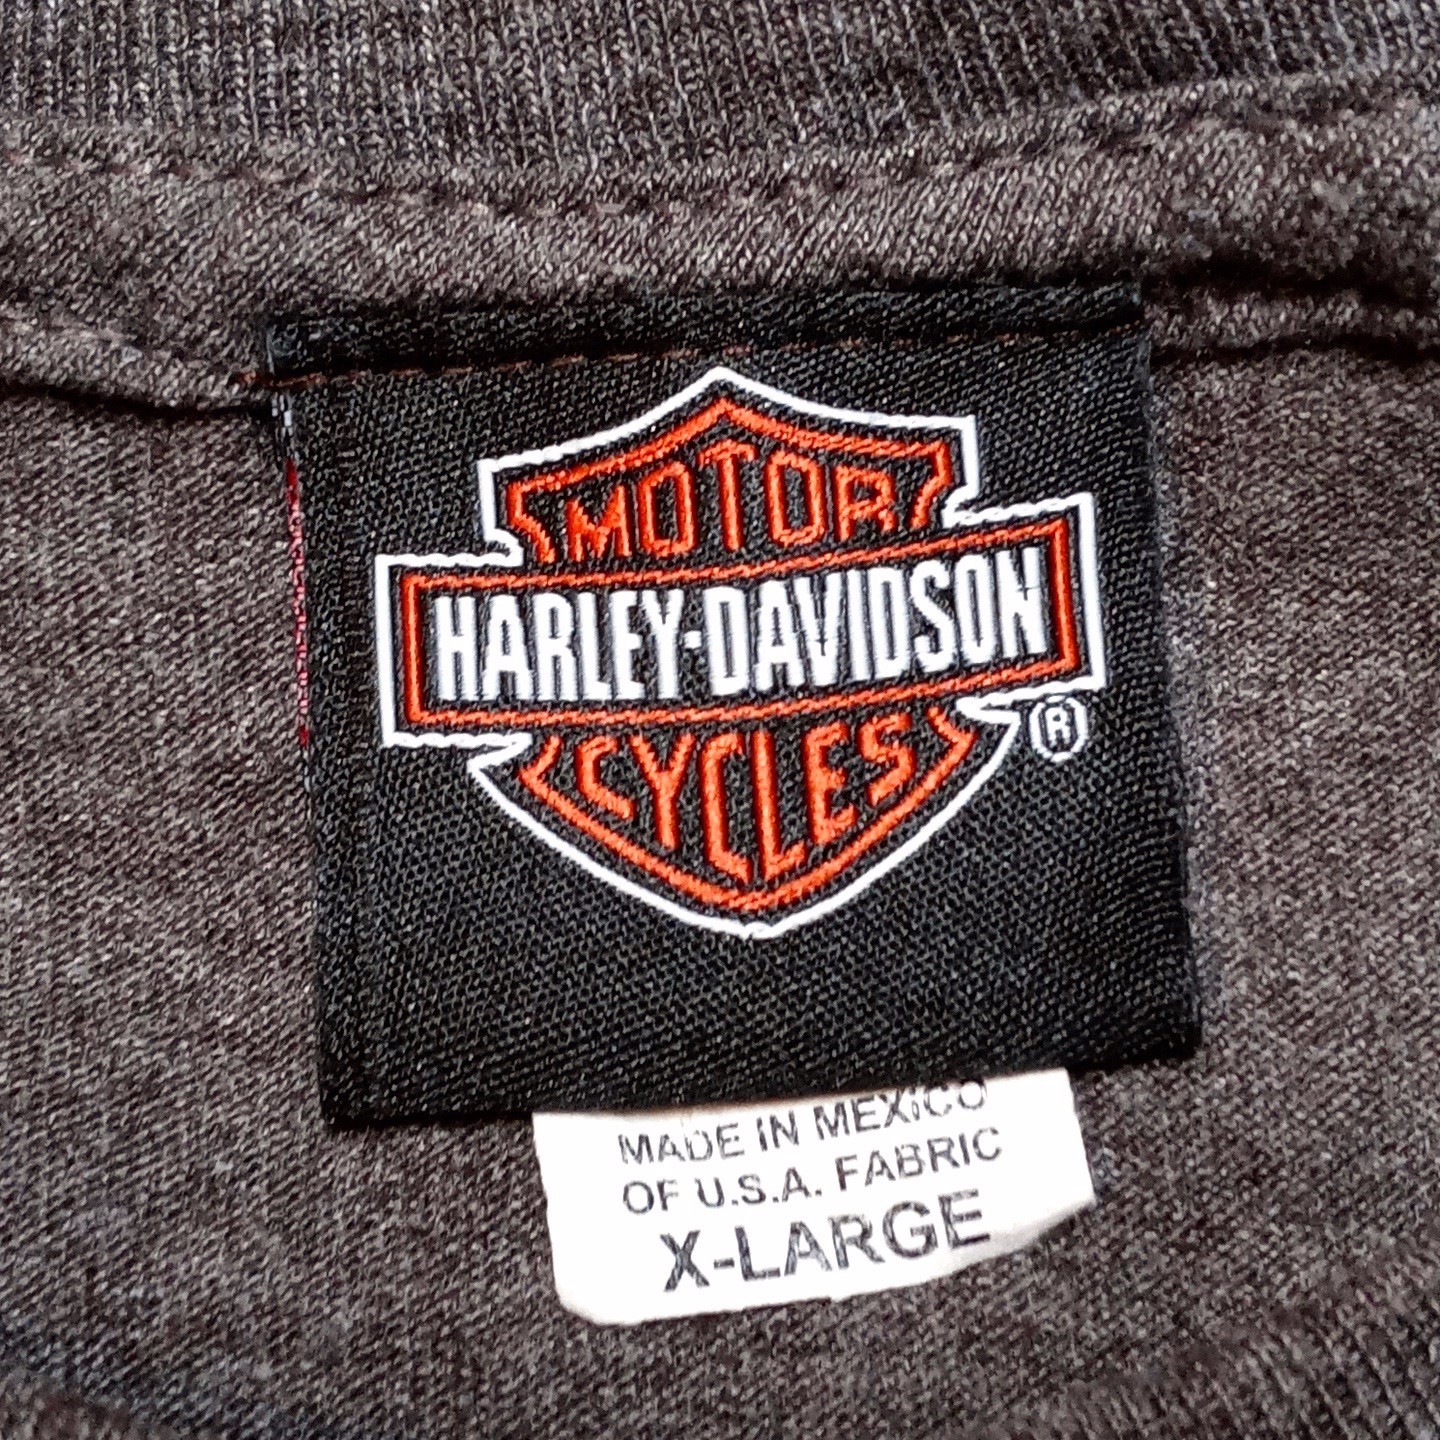 MOTOR
HARLEY-DAVIDSON
CYCLES
®
MADE IN MEXICO
OF U.S.A. FABRIC
X-LARGE